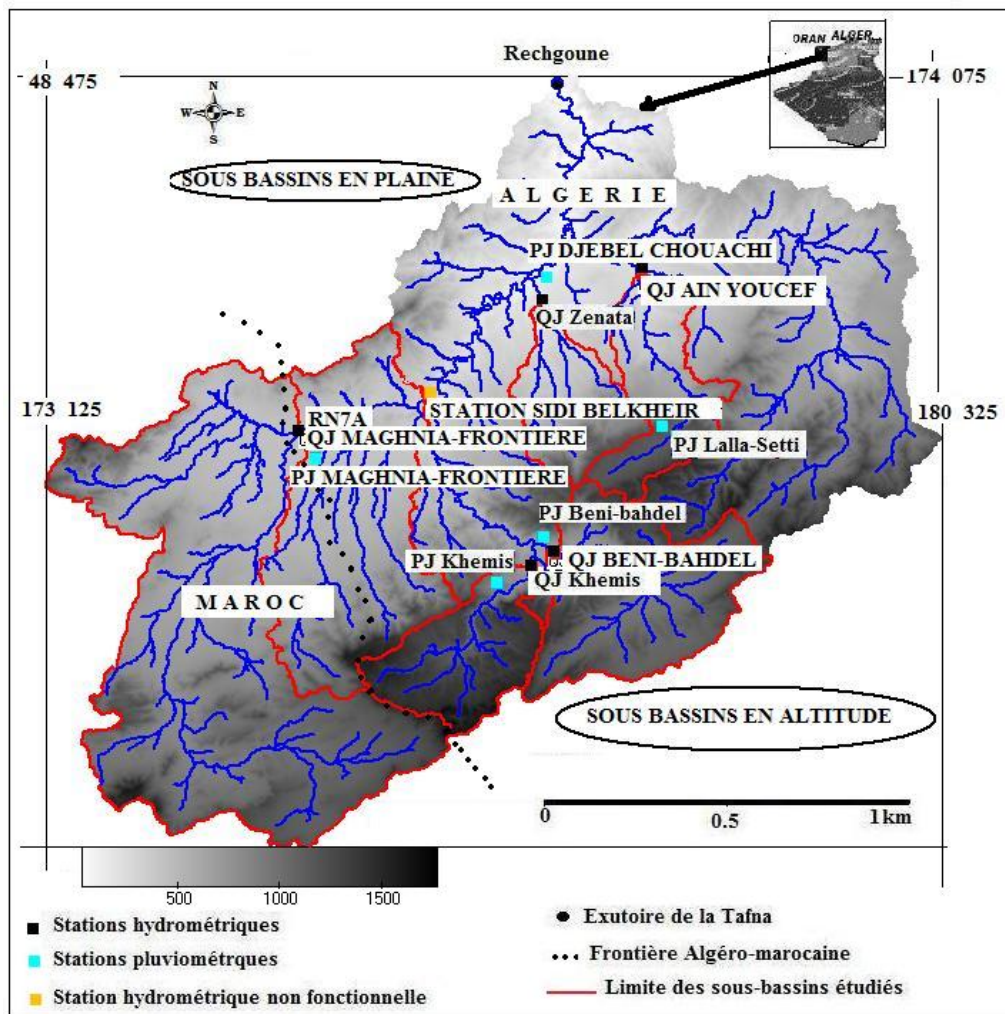 ORAN ALGER
Rechgoune
48 475
174 075
N
W E
S
SOUS BASSINS EN PLAINE
A L G E R I E
PJ DJEBEL CHOUACHI
QJ AIN YOUCEF
QJ Zenata
173 125
180 325
STATION SIDI BELKHEIR
RN7A
QJ MAGHNIA-FRONTIERE
PJ Lalla-Setti
PJ MAGHNIA-FRONTIERE
PJ Beni-bahdel
PJ Khemis
QJ BENI-BAHDEL
QJ Khemis
M A R O C
SOUS BASSINS EN ALTITUDE
0 0.5 1km
500 1000 1500
Stations hydrométriques
Stations pluviométrques
Station hydrométrique non fonctionnelle
Exutoire de la Tafna
Frontière Algéro-marocaine
Limite des sous-bassins étudiés